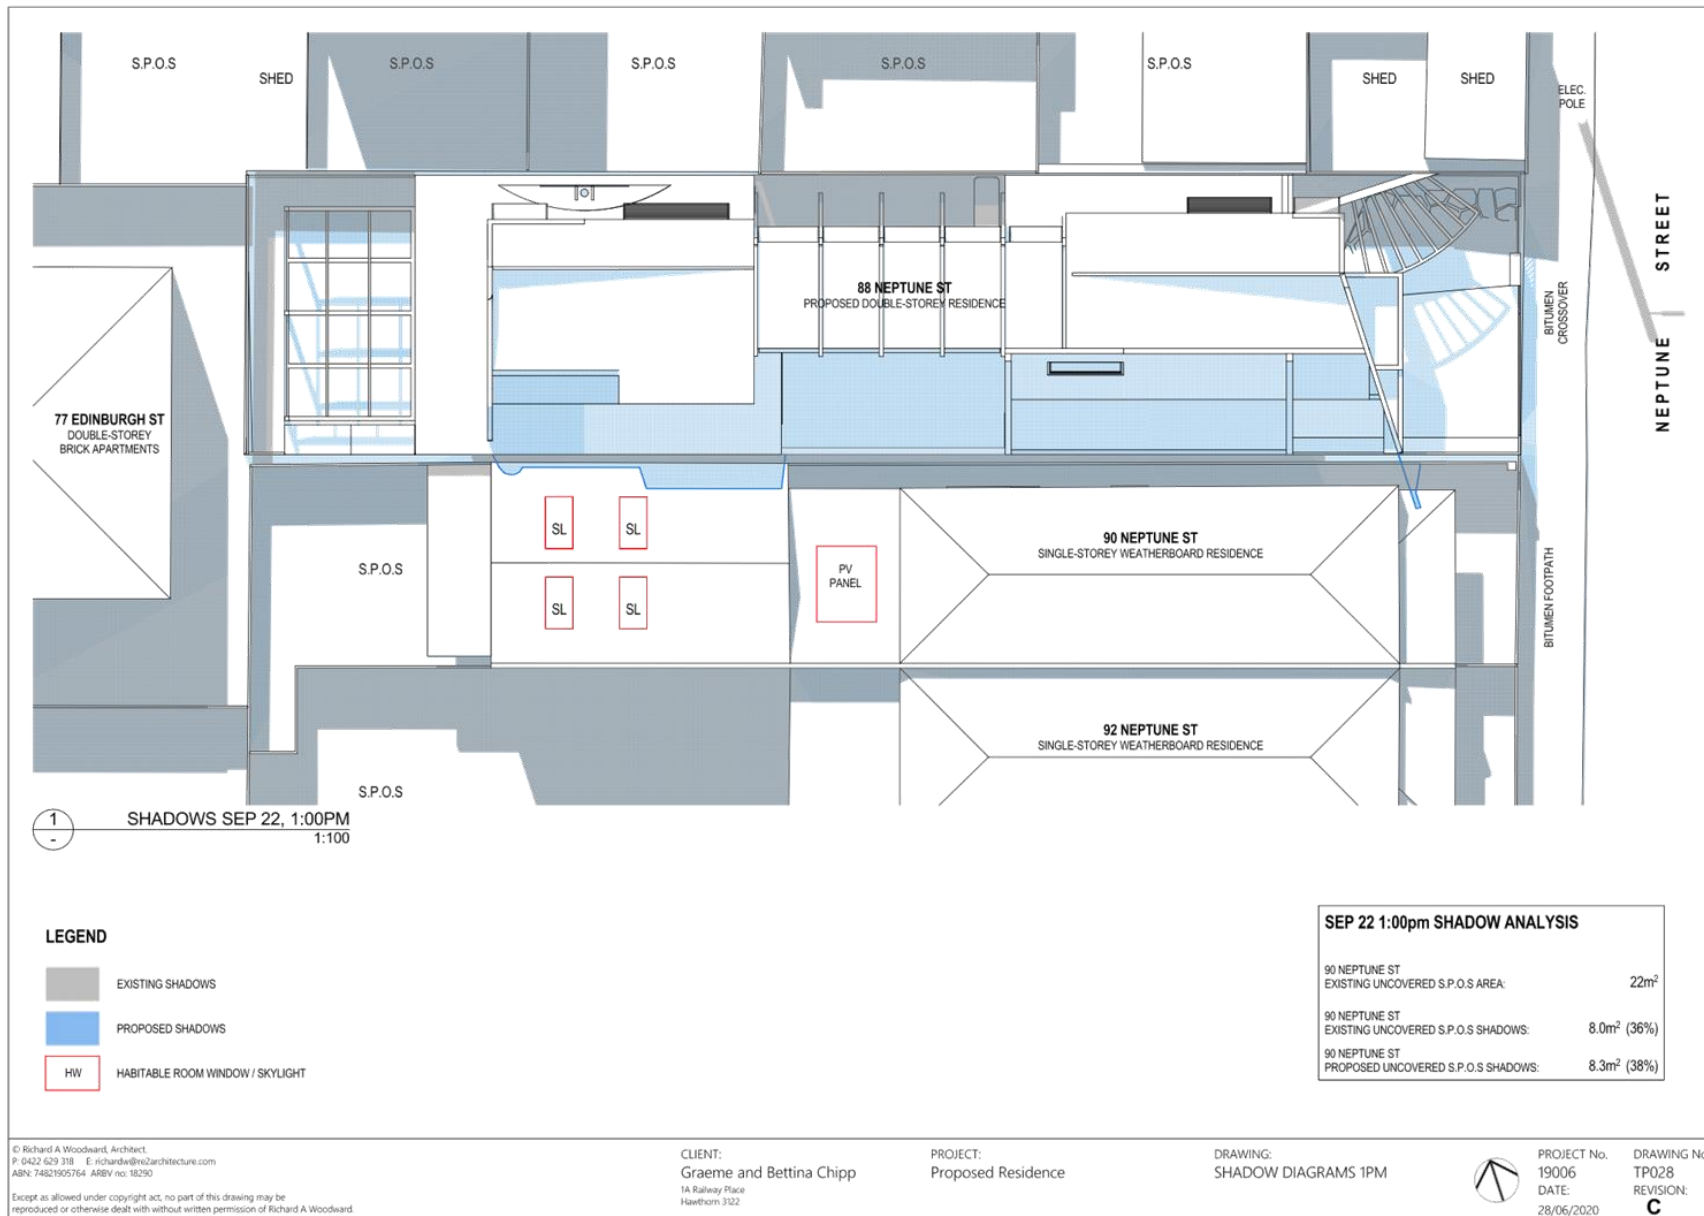 S.P.O.S
SHED
S.P.O.S
S.P.O.S
S.P.O.S
S.P.O.S
SHED
SHED
ELEC.
POLE
NEPTUNE STREET
88 NEPTUNE ST
PROPOSED DOUBLE-STOREY RESIDENCE
BITUMEN
CROSSOVER
77 EDINBURGH ST
DOUBLE-STOREY
BRICK APARTMENTS
SL
SL
90 NEPTUNE ST
SINGLE-STOREY WEATHERBOARD RESIDENCE
S.P.O.S
PV
PANEL
BITUMEN FOOTPATH
SL
SL
92 NEPTUNE ST
SINGLE-STOREY WEATHERBOARD RESIDENCE
S.P.O.S
1
-
SHADOWS SEP 22, 1:00PM
1:100
LEGEND
EXISTING SHADOWS
PROPOSED SHADOWS
HW HABITABLE ROOM WINDOW / SKYLIGHT
SEP 22 1:00pm SHADOW ANALYSIS
90 NEPTUNE ST
EXISTING UNCOVERED S.P.O.S AREA: 22m²
90 NEPTUNE ST
EXISTING UNCOVERED S.P.O.S SHADOWS: 8.0m² (36%)
90 NEPTUNE ST
PROPOSED UNCOVERED S.P.O.S SHADOWS: 8.3m² (38%)
© Richard A Woodward, Architect.
P: 0422 629 318 E: richardw@re2architecture.com
ABN: 74821905764 ARBV no: 18290
Except as allowed under copyright act, no part of this drawing may be
reproduced or otherwise dealt with without written permission of Richard A Woodward.
CLIENT:
Graeme and Bettina Chipp
1A Railway Place
Hawthorn 3122
PROJECT:
Proposed Residence
DRAWING:
SHADOW DIAGRAMS 1PM
PROJECT No.
19006
DATE:
28/06/2020
DRAWING No
TP028
REVISION:
C